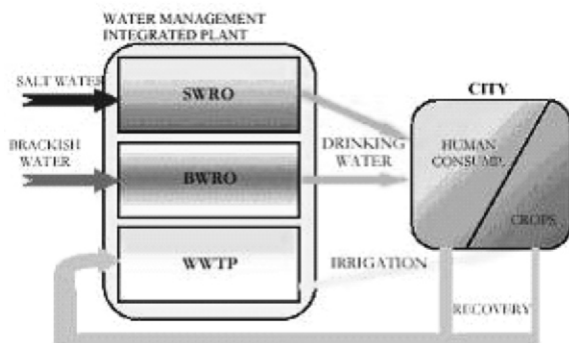 WATER MANAGEMENT
INTEGRATED PLANT
SALT WATER
SWRO
CITY
BRACKISH
WATER
BWRO
DRINKING
WATER
HUMAN
CONSUMP.
CROPS
WWTP
IRRIGATION
RECOVERY